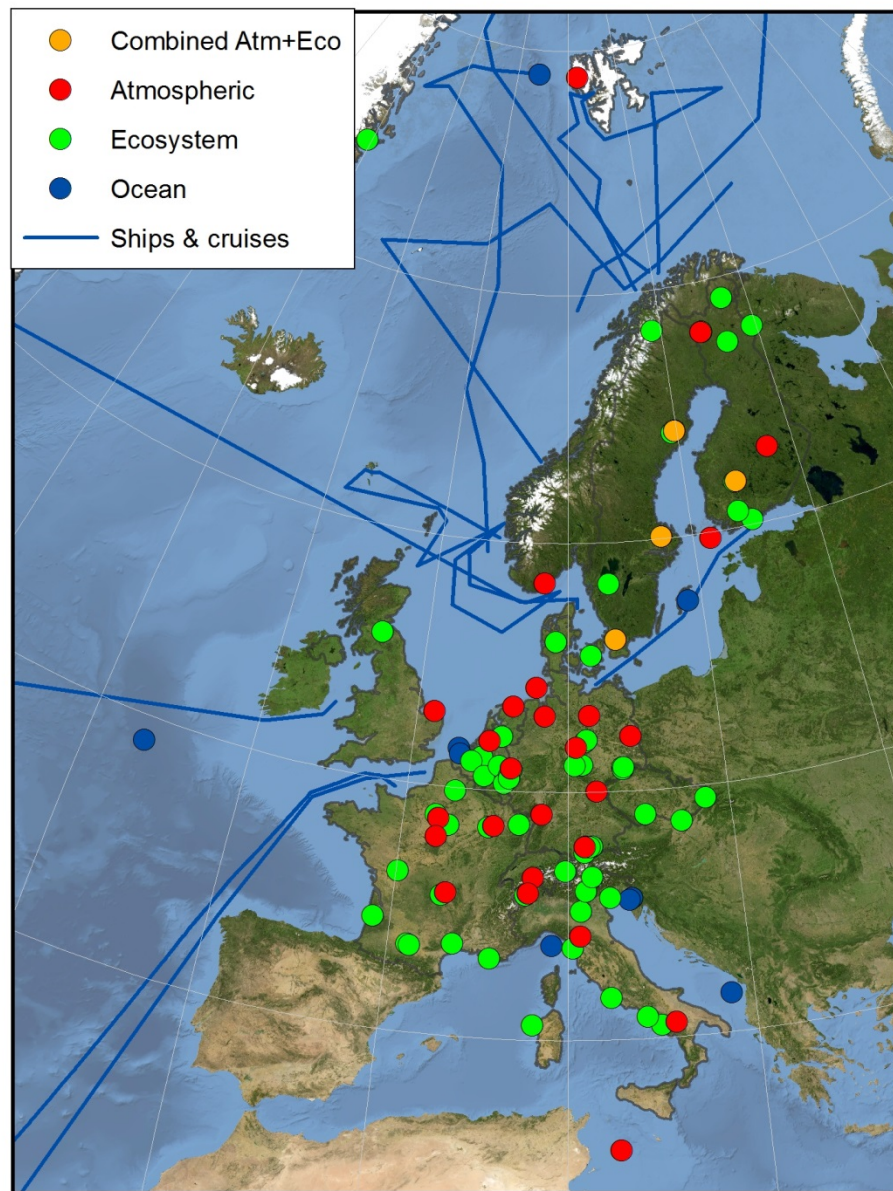 Combined Atm+Eco
Atmospheric
Ecosystem
Ocean
Ships & cruises